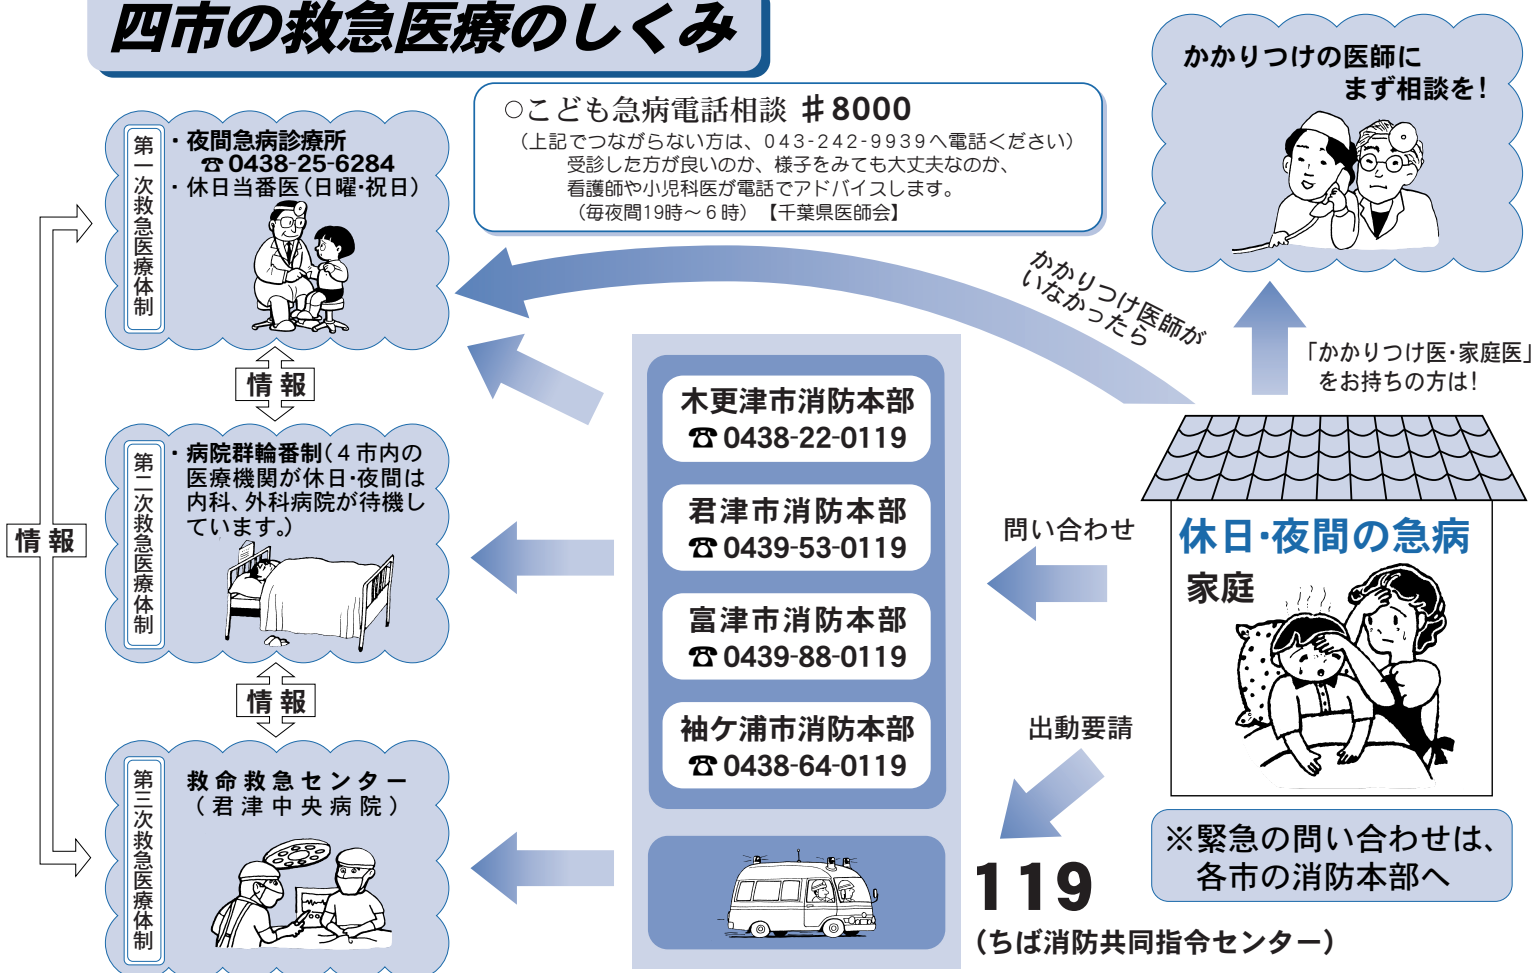 四市の救急医療のしくみ
○こども急病電話相談 ♯8000
（上記でつながらない方は、043-242-9939へ電話ください）
受診した方が良いのか、様子をみても大丈夫なのか、
看護師や小児科医が電話でアドバイスします。
（毎夜間19時～6時）【千葉県医師会】
かかりつけの医師に
まず相談を！
第一次救急医療体制
・夜間急病診療所
☎0438-25-6284
・休日当番医（日曜・祝日）
情報
第二次救急医療体制
・病院群輪番制（４市内の
医療機関が休日・夜間は
内科、外科病院が待機し
ています。）
情報
情報
第三次救急医療体制
救命救急センター
（君津中央病院）
かかりつけ医師が
いなかったら
「かかりつけ医・家庭医」
をお持ちの方は！
木更津市消防本部
☎0438-22-0119
君津市消防本部
☎0439-53-0119
富津市消防本部
☎0439-88-0119
袖ケ浦市消防本部
☎0438-64-0119
問い合わせ
出動要請
119
（ちば消防共同指令センター）
休日・夜間の急病
家庭
※緊急の問い合わせは、
各市の消防本部へ